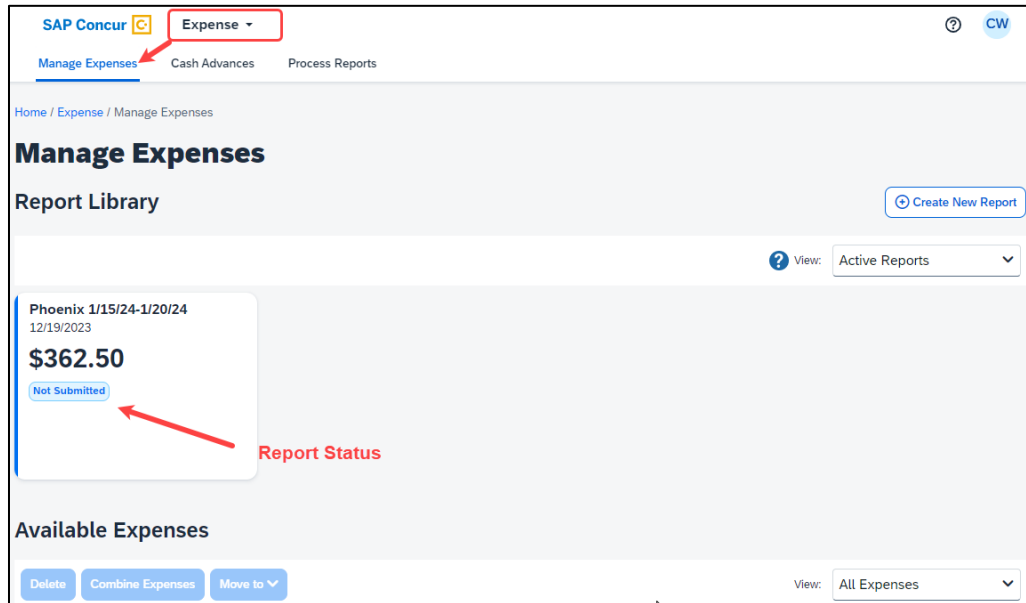 SAP Concur C. Expense
CW
Manage Expenses Cash Advances Process Reports
Home / Expense / Manage Expenses
Manage Expenses
Report Library
Create New Report
? View: Active Reports
Phoenix 1/15/24-1/20/24
12/19/2023
$362.50
Not Submitted
Report Status
Available Expenses
Delete Combine Expenses Move to View: All Expenses